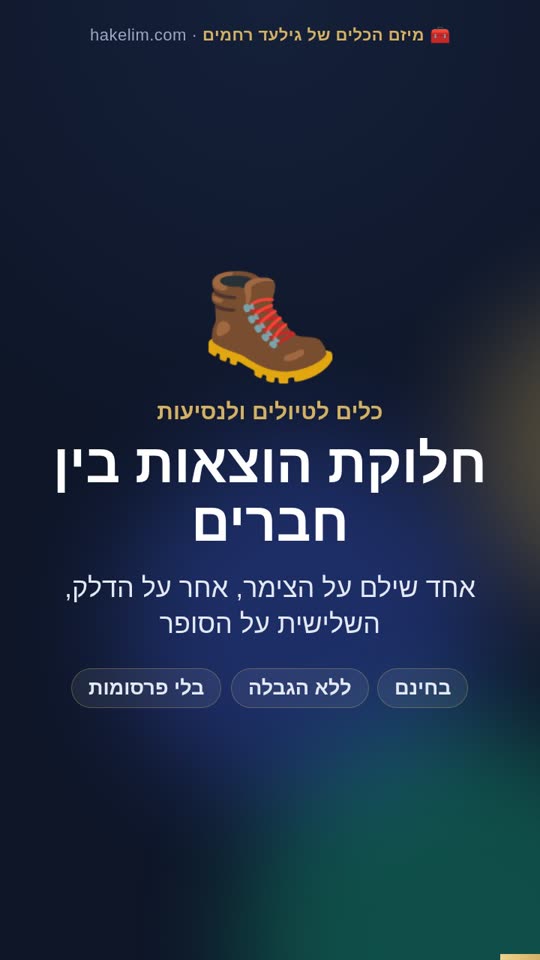 🧰 מיזם הכלים של גילעד רחמים · hakelim.com
כלים לטיולים ולנסיעות
חלוקת הוצאות בין
חברים
אחד שילם על הצימר, אחר על הדלק,
השלישית על הסופר
בחינם
ללא הגבלה
בלי פרסומות